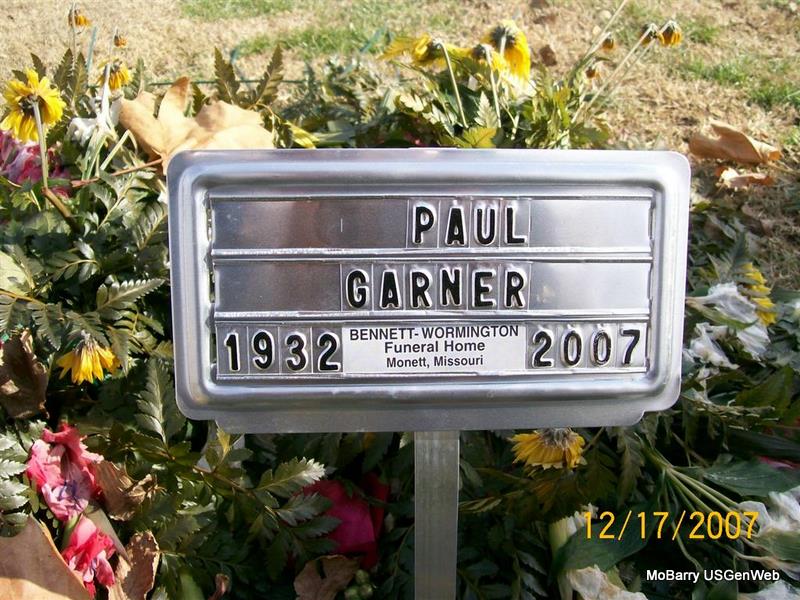 PAUL
GARNER
1932
BENNETT-WORMINGTON
Funeral Home
Monett, Missouri
2007
12/17/2007
MoBarry USGenWeb